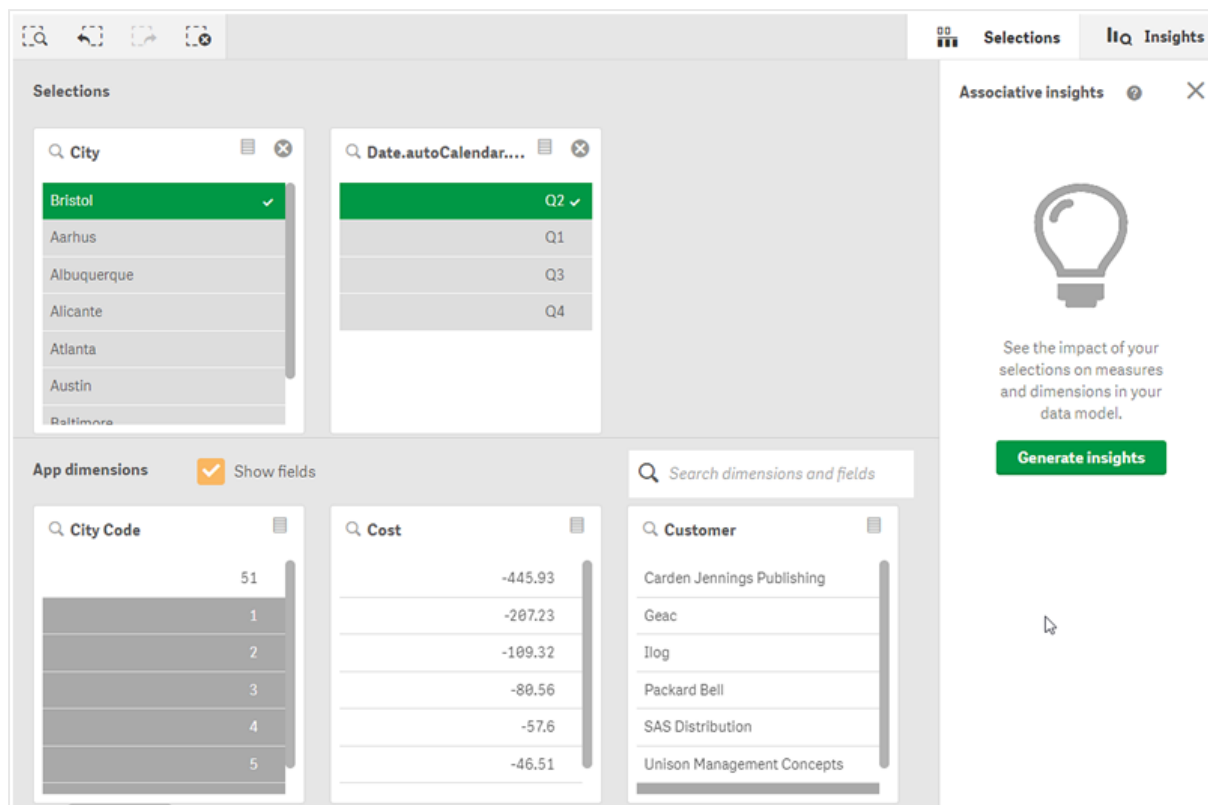 Selections
Insights
Selections
Associative insights
City
Date.autoCalendar....
Bristol
Aarhus
Albuquerque
Alicante
Atlanta
Austin
Baltimore
Q2
Q1
Q3
Q4
See the impact of your
selections on measures
and dimensions in your
data model.
Generate insights
App dimensions
Show fields
Search dimensions and fields
City Code
51
1
2
3
4
5
Cost
-445.93
-207.23
-109.32
-80.56
-57.6
-46.51
Customer
Carden Jennings Publishing
Geac
Ilog
Packard Bell
SAS Distribution
Unison Management Concepts